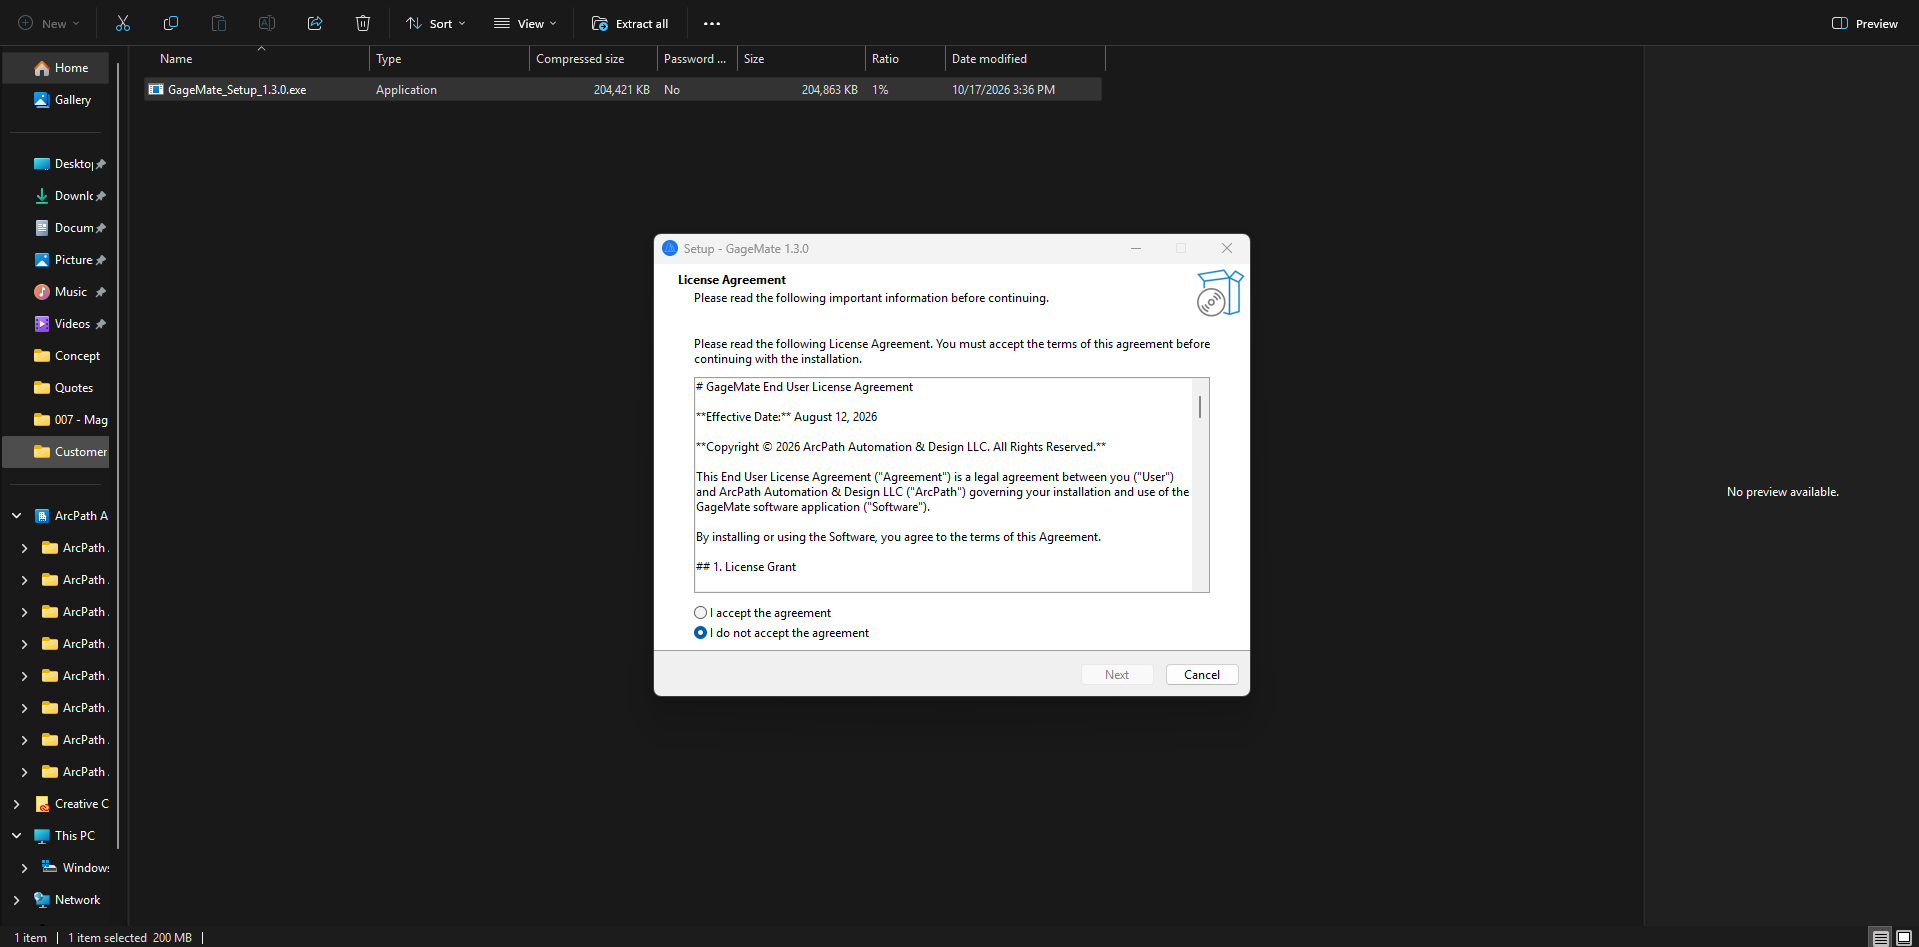 New
Sort
View
Extract all
Preview
Name Type Compressed size Password ... Size Ratio Date modified
GageMate_Setup_1.3.0.exe Application 204,421 KB No 204,863 KB 1% 10/17/2026 3:36 PM
Home
Gallery
Desktop
Downlc
Docum
Picture
Music
Videos
Concept
Quotes
007 - Mag
Customer
ArcPath A
ArcPath
ArcPath
ArcPath
ArcPath
ArcPath
ArcPath
ArcPath
ArcPath
Creative C
This PC
Windows
Network
Setup - GageMate 1.3.0
License Agreement
Please read the following important information before continuing.
Please read the following License Agreement. You must accept the terms of this agreement before
continuing with the installation.
# GageMate End User License Agreement
**Effective Date:** August 12, 2026
**Copyright © 2026 ArcPath Automation & Design LLC. All Rights Reserved.**
This End User License Agreement ("Agreement") is a legal agreement between you ("User")
and ArcPath Automation & Design LLC ("ArcPath") governing your installation and use of the
GageMate software application ("Software").
By installing or using the Software, you agree to the terms of this Agreement.
## 1. License Grant
I accept the agreement
I do not accept the agreement
Next
Cancel
No preview available.
1 item
1 item selected 200 MB